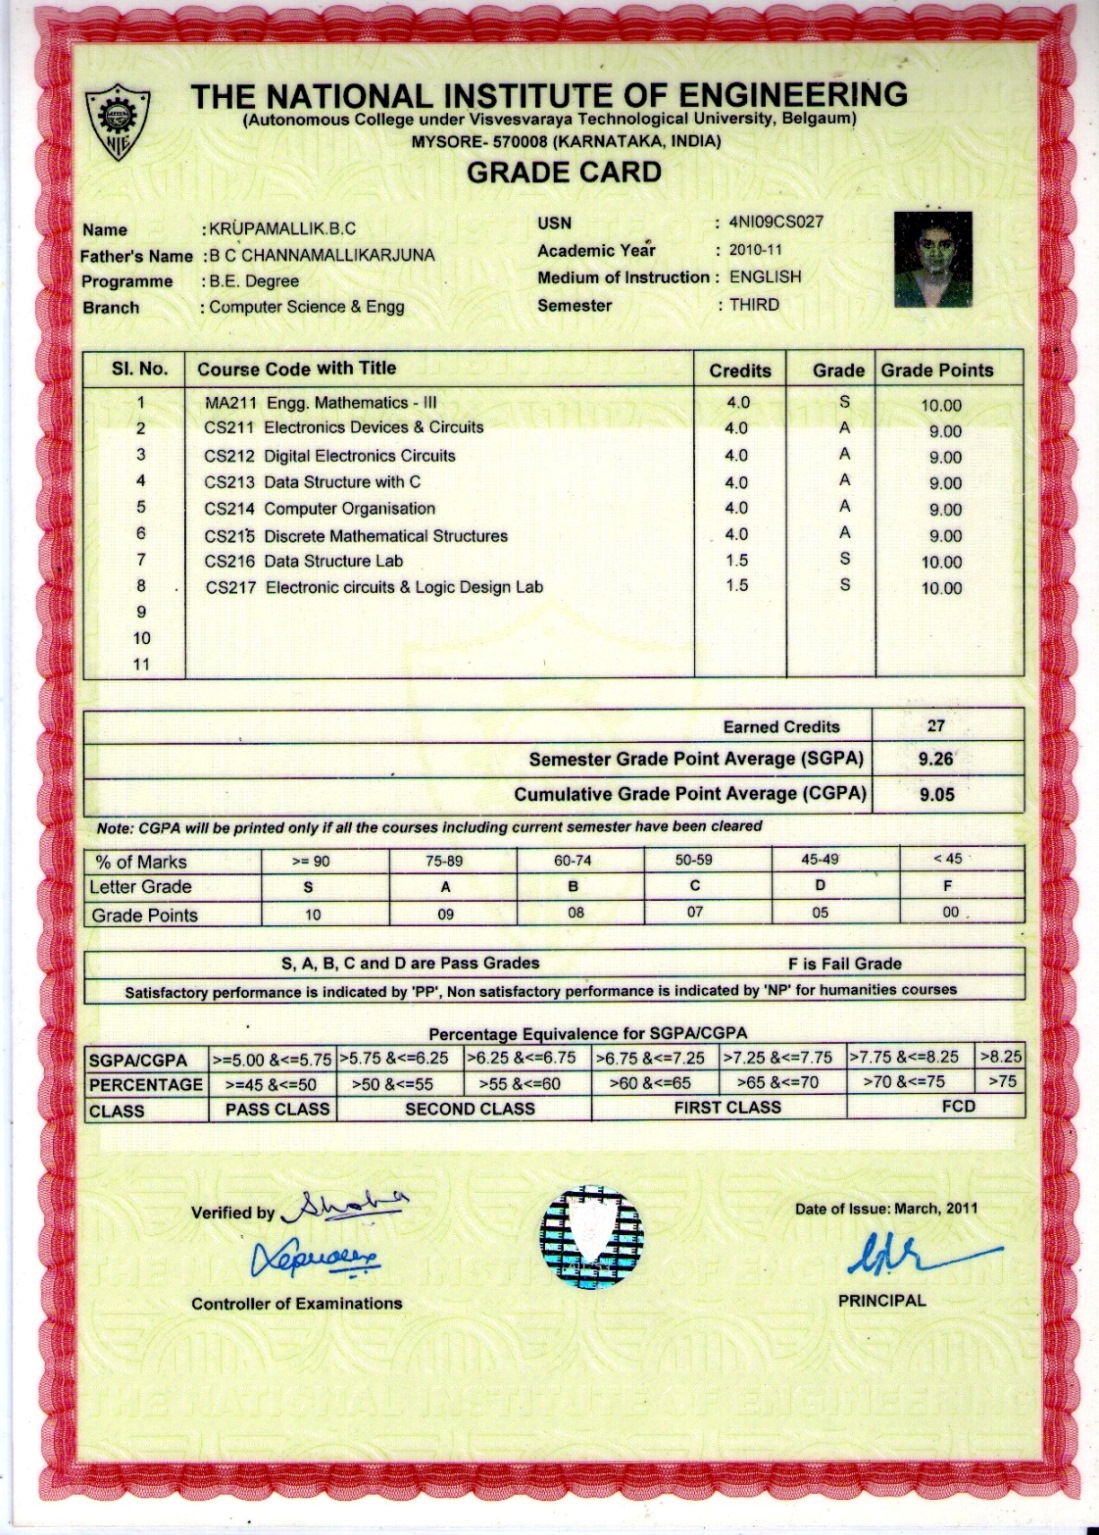 NIE
THE NATIONAL INSTITUTE OF ENGINEERING
(Autonomous College under Visvesvaraya Technological University, Belgaum)
MYSORE- 570008 (KARNATAKA, INDIA)
GRADE CARD
Name : KRUPAMALLIK.B.C USN : 4NI09CS027
Father's Name : B C CHANNAMALLIKARJUNA Academic Year : 2010-11
Programme : B.E. Degree Medium of Instruction : ENGLISH
Branch : Computer Science & Engg Semester : THIRD
Sl. No. Course Code with Title Credits Grade Grade Points
1 MA211 Engg. Mathematics - III 4.0 S 10.00
2 CS211 Electronics Devices & Circuits 4.0 A 9.00
3 CS212 Digital Electronics Circuits 4.0 A 9.00
4 CS213 Data Structure with C 4.0 A 9.00
5 CS214 Computer Organisation 4.0 A 9.00
6 CS215 Discrete Mathematical Structures 4.0 A 9.00
7 CS216 Data Structure Lab 1.5 S 10.00
8 CS217 Electronic circuits & Logic Design Lab 1.5 S 10.00
9
10
11
Earned Credits 27
Semester Grade Point Average (SGPA) 9.26
Cumulative Grade Point Average (CGPA) 9.05
Note: CGPA will be printed only if all the courses including current semester have been cleared
% of Marks >= 90 75-89 60-74 50-59 45-49 < 45
Letter Grade S A B C D F
Grade Points 10 09 08 07 05 00
S, A, B, C and D are Pass Grades F is Fail Grade
Satisfactory performance is indicated by 'PP', Non satisfactory performance is indicated by 'NP' for humanities courses
Percentage Equivalence for SGPA/CGPA
SGPA/CGPA >=5.00 &<=5.75 >5.75 &<=6.25 >6.25 &<=6.75 >6.75 &<=7.25 >7.25 &<=7.75 >7.75 &<=8.25 >8.25
PERCENTAGE >=45 &<=50 >50 &<=55 >55 &<=60 >60 &<=65 >65 &<=70 >70 &<=75 >75
CLASS PASS CLASS SECOND CLASS FIRST CLASS FCD
Verified by Shoba Date of Issue: March, 2011
Controller of Examinations PRINCIPAL